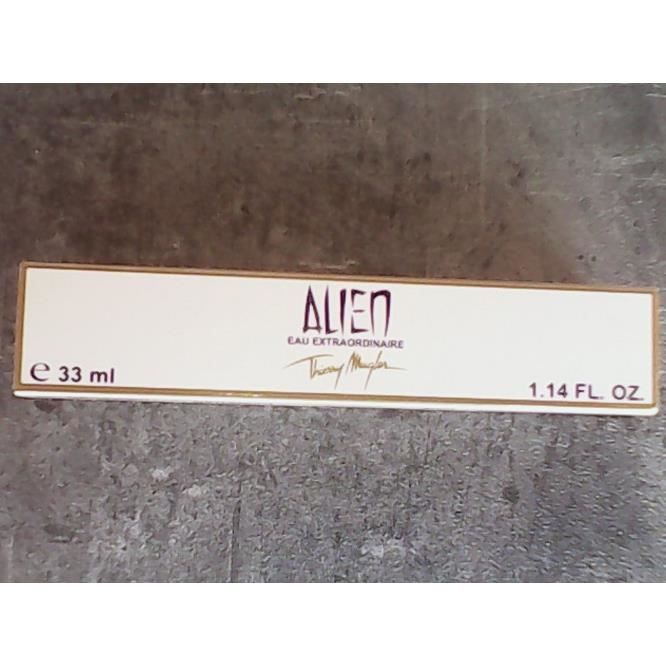 ALIEN
EAU EXTRAORDINAIRE
Thierry Mugler
e 33 ml
1.14 FL. OZ.